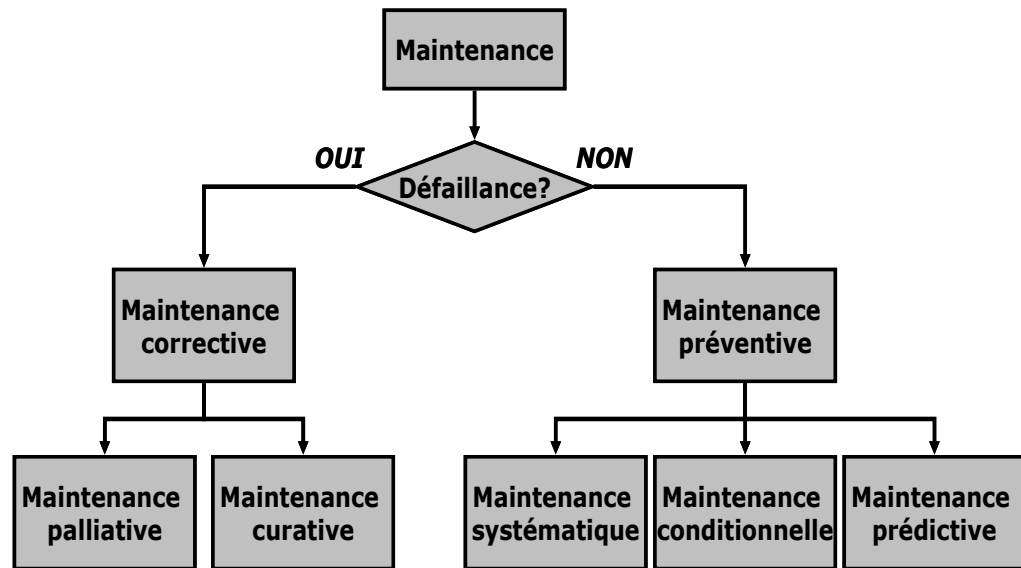 Maintenance
OUI
NON
Défaillance?
Maintenance
corrective
Maintenance
préventive
Maintenance
palliative
Maintenance
curative
Maintenance
systématique
Maintenance
conditionnelle
Maintenance
prédictive